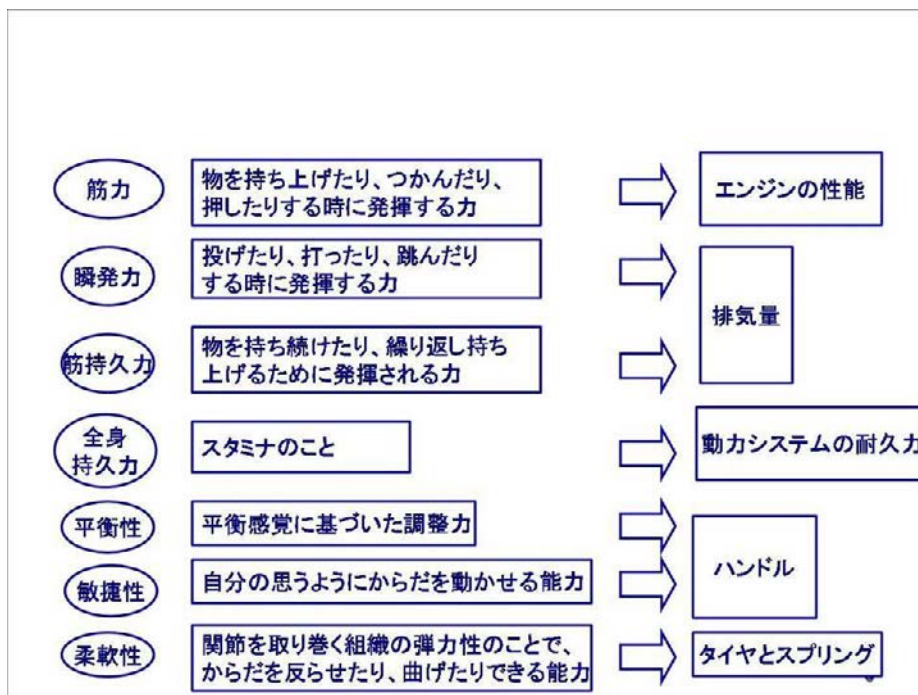 筋力
物を持ち上げたり、つかんだり、
押したりする時に発揮する力
エンジンの性能
瞬発力
投げたり、打ったり、跳んだり
する時に発揮する力
排気量
筋持久力
物を持ち続けたり、繰り返し持ち
上げるために発揮される力
全身
持久力
スタミナのこと
動力システムの耐久力
平衡性
平衡感覚に基づいた調整力
ハンドル
敏捷性
自分の思うようにからだを動かせる能力
柔軟性
関節を取り巻く組織の弾力性のことで、
からだを反らせたり、曲げたりできる能力
タイヤとスプリング